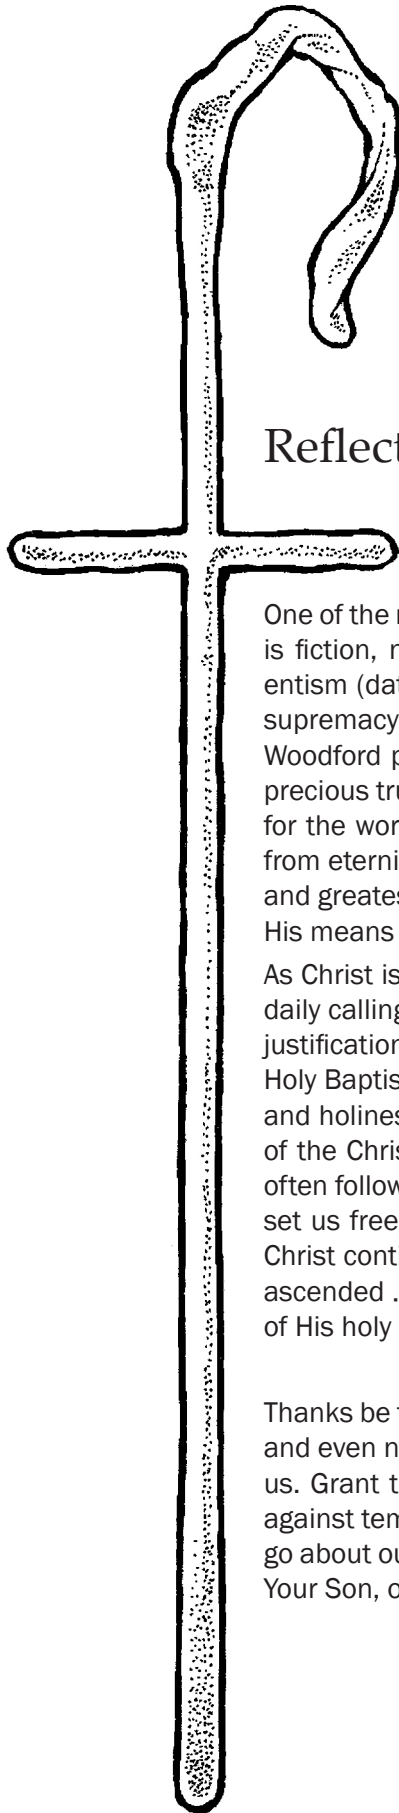 Reflect
One of the
is fiction,
entism (dat
supremacy
Woodford p
precious tru
for the wor
from eterni
and greates
His means
As Christ is
daily calling
justification
Holy Baptis
and holines
of the Chris
often follow
set us free
Christ conti
ascended .
of His holy
Thanks be
and even n
us. Grant t
against tem
go about ou
Your Son, o